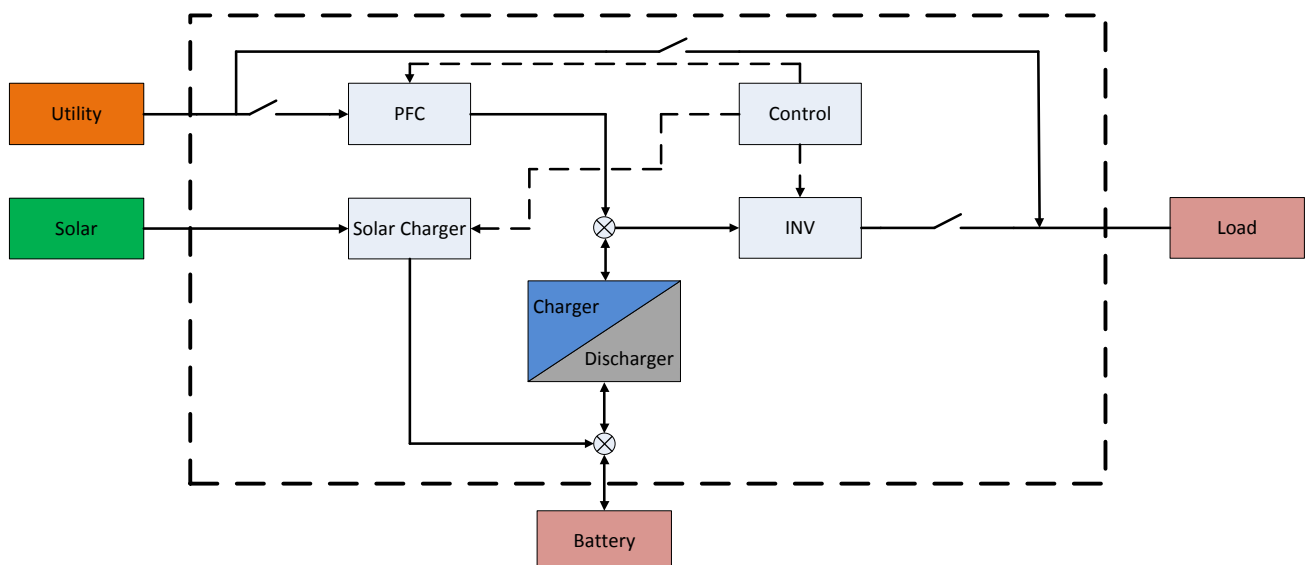 Utility
PFC
Control
Solar
Solar Charger
INV
Load
Charger
Discharger
Battery